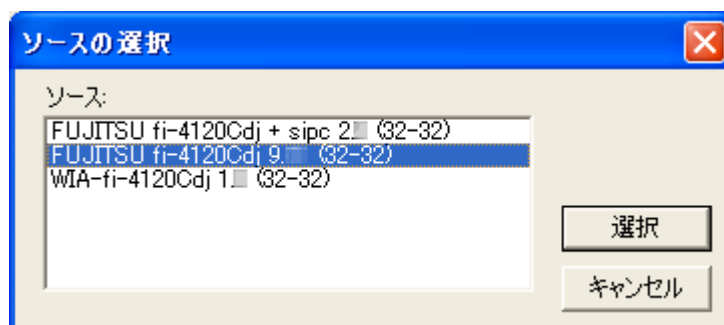 ソースの選択
ソース:
FUJITSU fi-4120Cdj + sipc 2. (32-32)
FUJITSU fi-4120Cdj 9. (32-32)
WIA-fi-4120Cdj 1. (32-32)
選択
キャンセル